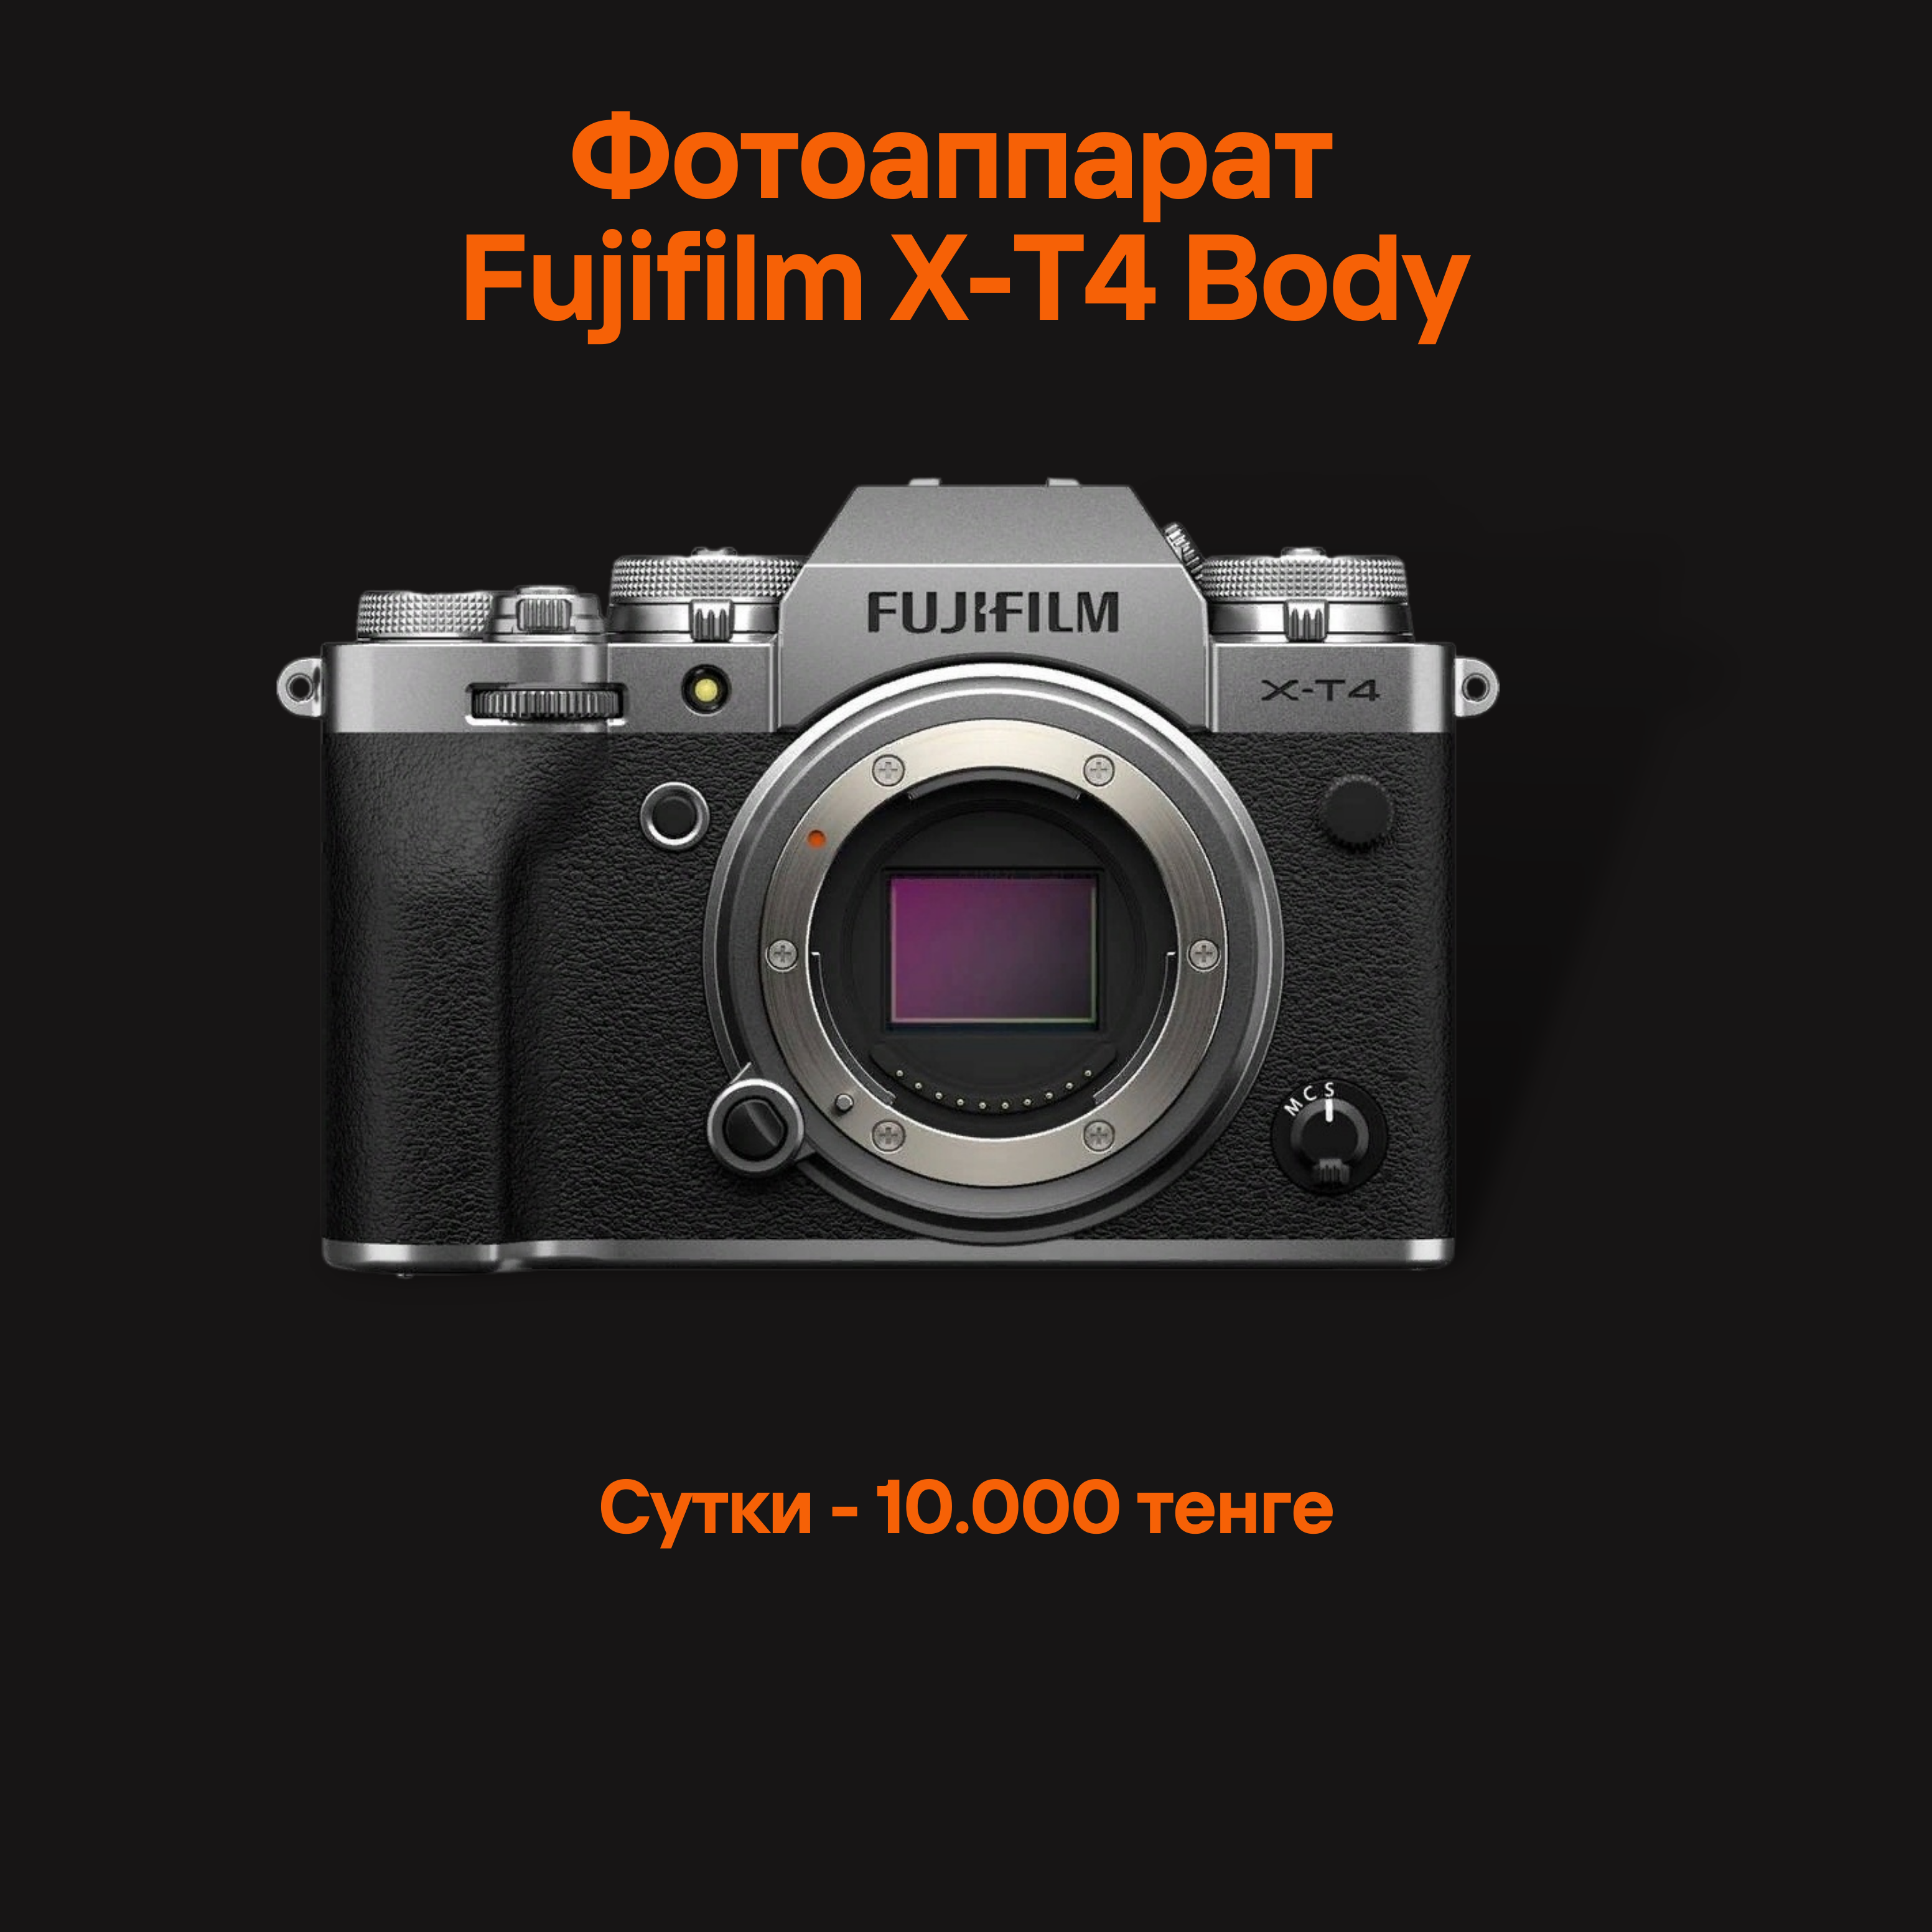 Фотоаппарат
Fujifilm X-T4 Body
FUJIFILM
X-T4
M C S
Сутки - 10.000 тенге